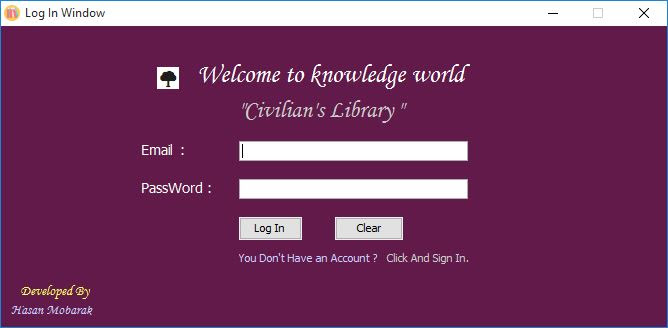 Log In Window
Welcome to knowledge world
"Civilian's Library "
Email :
PassWord :
Log In Clear
You Don't Have an Account ? Click And Sign In.
Developed By
Hasan Mobarak